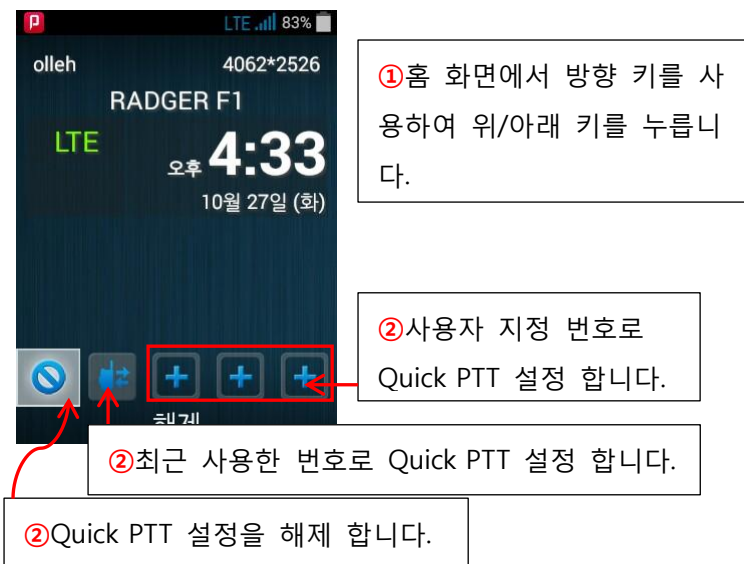 LTE 83%
olleh 4062*2526
RADGER F1
LTE
오후 4:33
10월 27일 (화)
해제
①홈 화면에서 방향 키를 사
용하여 위/아래 키를 누릅니
다.
②사용자 지정 번호로
Quick PTT 설정 합니다.
②최근 사용한 번호로 Quick PTT 설정 합니다.
②Quick PTT 설정을 해제 합니다.